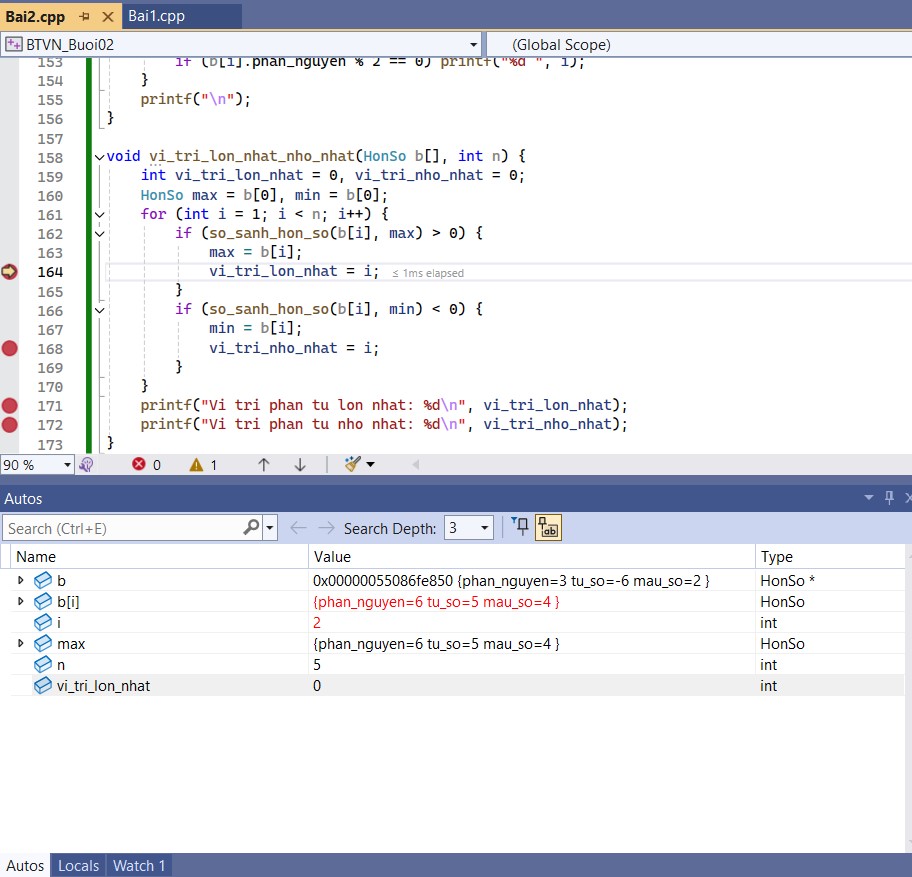 Bai2.cpp Bai1.cpp
BTVN_Buoi02 (Global Scope)
153 if (b[i].phan_nguyen % 2 == 0) printf("%d ", i);
154 }
155 printf("\n");
156 }
157
158 void vi_tri_lon_nhat_nho_nhat(HonSo b[], int n) {
159 int vi_tri_lon_nhat = 0, vi_tri_nho_nhat = 0;
160 HonSo max = b[0], min = b[0];
161 for (int i = 1; i < n; i++) {
162 if (so_sanh_hon_so(b[i], max) > 0) {
163 max = b[i];
164 vi_tri_lon_nhat = i; ≤ 1ms elapsed
165 }
166 if (so_sanh_hon_so(b[i], min) < 0) {
167 min = b[i];
168 vi_tri_nho_nhat = i;
169 }
170 }
171 printf("Vi tri phan tu lon nhat: %d\n", vi_tri_lon_nhat);
172 printf("Vi tri phan tu nho nhat: %d\n", vi_tri_nho_nhat);
173 }
90 % 0 1
Autos
Search (Ctrl+E) Search Depth: 3
Name Value Type
b 0x00000055086fe850 {phan_nguyen=3 tu_so=-6 mau_so=2 } HonSo *
b[i] {phan_nguyen=6 tu_so=5 mau_so=4 } HonSo
i 2 int
max {phan_nguyen=6 tu_so=5 mau_so=4 } HonSo
n 5 int
vi_tri_lon_nhat 0 int
Autos Locals Watch 1